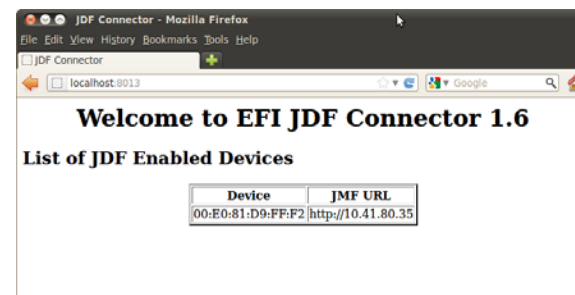 JDF Connector - Mozilla Firefox
File Edit View History Bookmarks Tools Help
JDF Connector
localhost:8013
Google
Welcome to EFI JDF Connector 1.6
List of JDF Enabled Devices
Device JMF URL
00:E0:81:D9:FF:F2 http://10.41.80.35